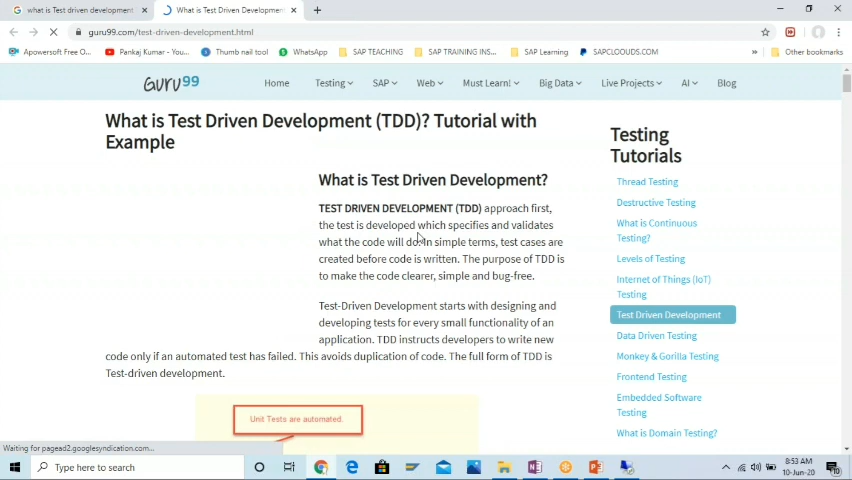 what is Test driven development
What is Test Driven Development
guru99.com/test-driven-development.html
Apowersoft Free O...
Pankaj Kumar - You...
Thumb nail tool
WhatsApp
SAP TEACHING
SAP TRAINING INS...
SAP Learning
SAPCLOOUDS.COM
»
Other bookmarks
Guru99
Home
Testing
SAP
Web
Must Learn!
Big Data
Live Projects
AI
Blog
What is Test Driven Development (TDD)? Tutorial with
Example
What is Test Driven Development?
TEST DRIVEN DEVELOPMENT (TDD) approach first,
the test is developed which specifies and validates
what the code will do. In simple terms, test cases are
created before code is written. The purpose of TDD is
to make the code clearer, simple and bug-free.
Test-Driven Development starts with designing and
developing tests for every small functionality of an
application. TDD instructs developers to write new
code only if an automated test has failed. This avoids duplication of code. The full form of TDD is
Test-driven development.
Unit Tests are automated.
Testing
Tutorials
Thread Testing
Destructive Testing
What is Continuous
Testing?
Levels of Testing
Internet of Things (IoT)
Testing
Test Driven Development
Data Driven Testing
Monkey & Gorilla Testing
Frontend Testing
Embedded Software
Testing
What is Domain Testing?
Waiting for pagead2.googlesyndication.com...
Type here to search
8:53 AM
10-Jun-20